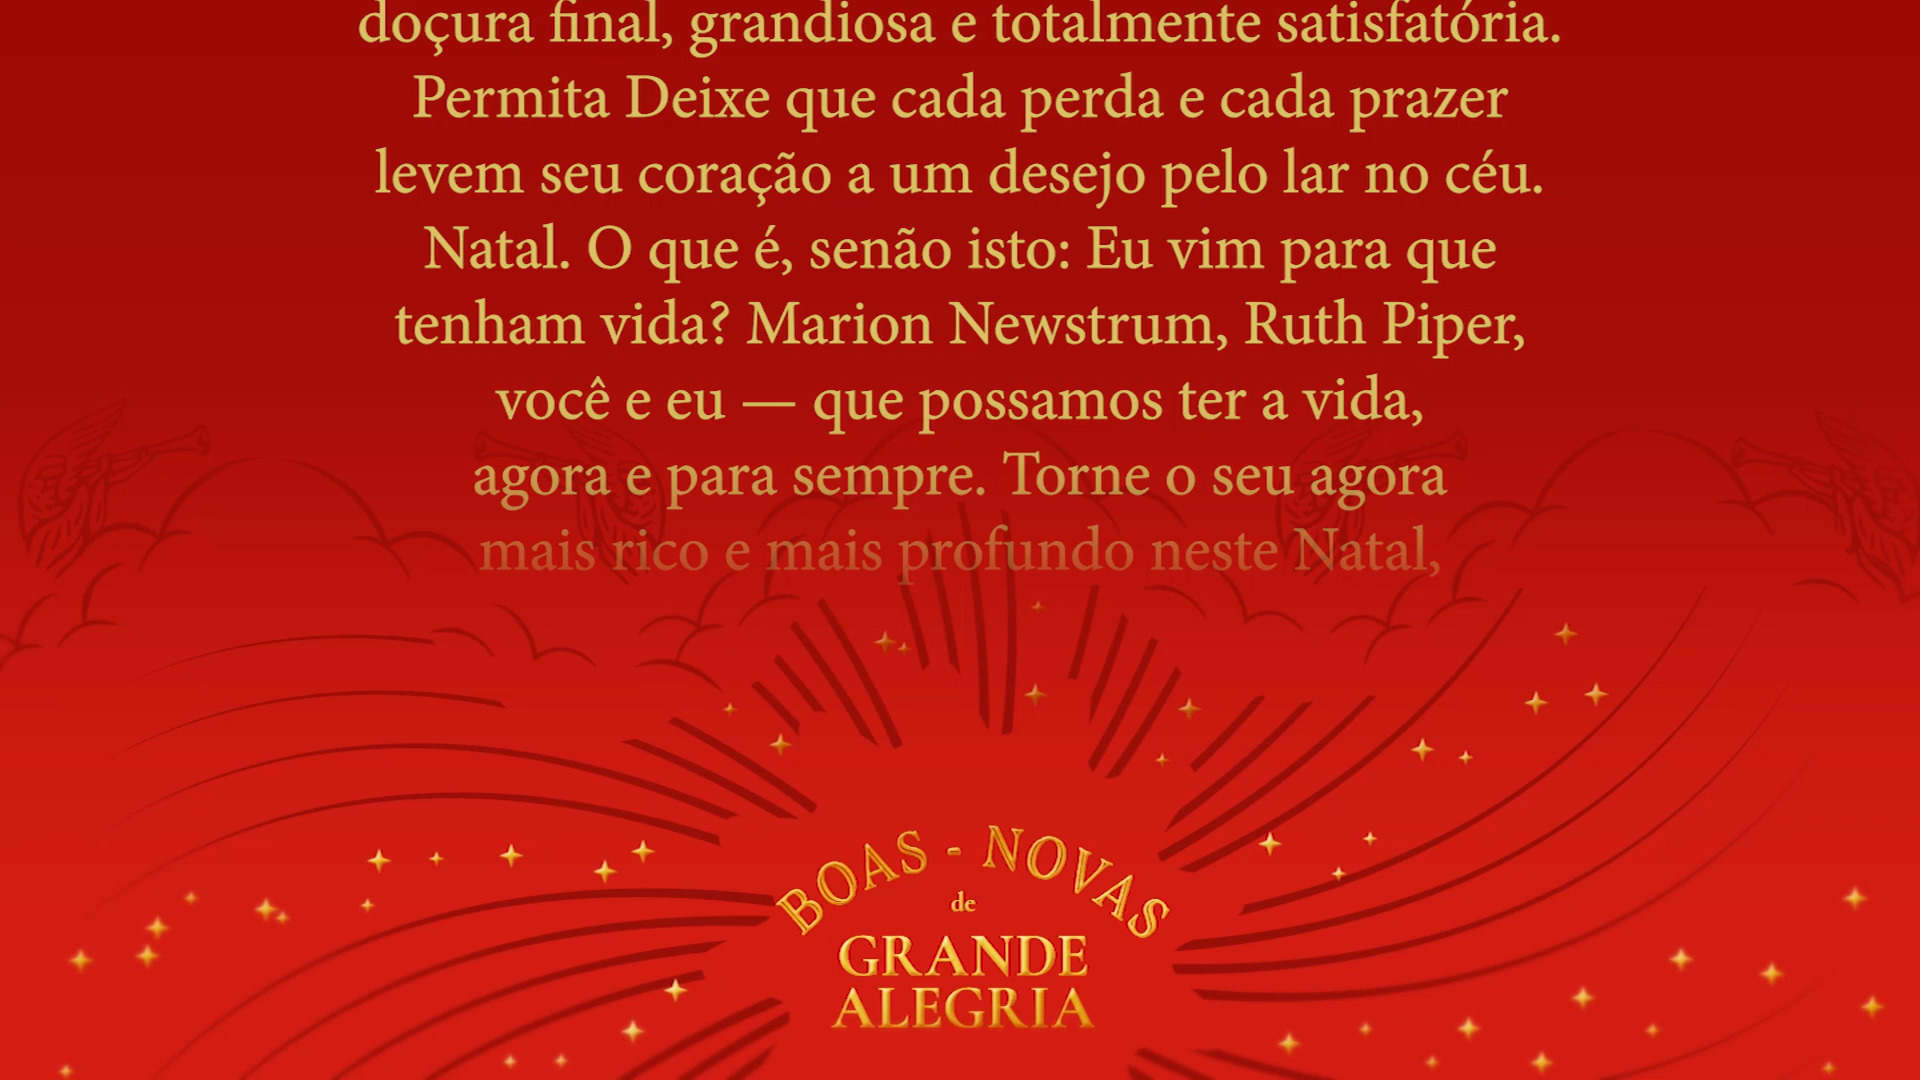 doçura final, grandiosa e totalmente satisfatória.
Permita Deixe que cada perda e cada prazer
levem seu coração a um desejo pelo lar no céu.
Natal. O que é, senão isto: Eu vim para que
tenham vida? Marion Newstrum, Ruth Piper,
você e eu — que possamos ter a vida,
agora e para sempre. Torne o seu agora
mais rico e mais profundo neste Natal,
BOAS - NOVAS
de
GRANDE
ALEGRIA